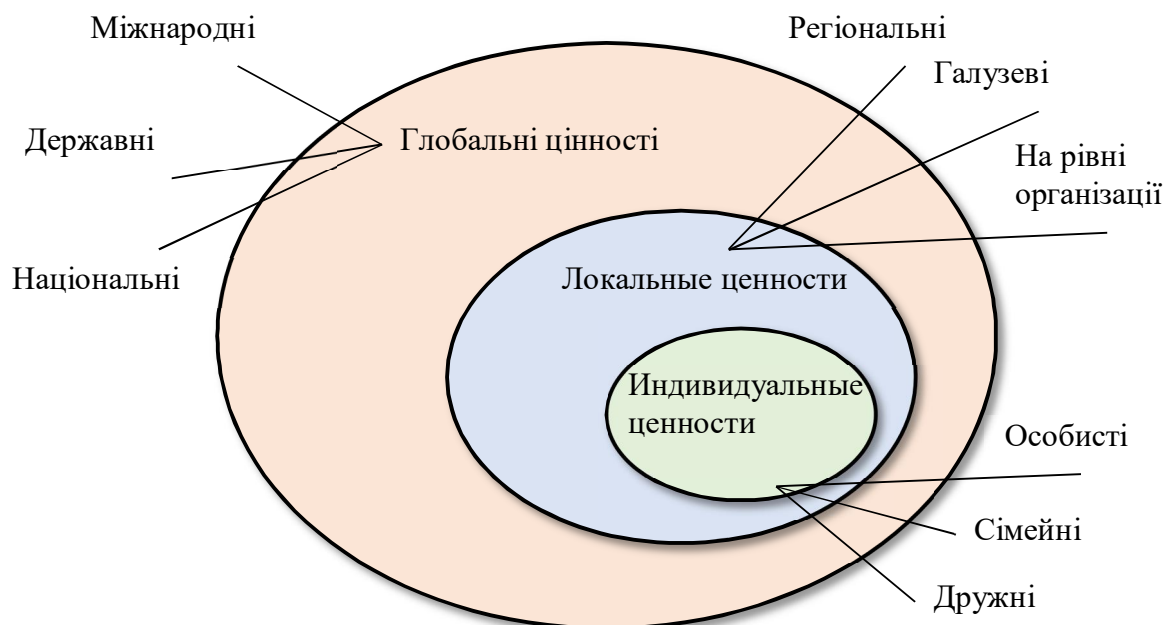 Міжнародні
Регіональні
Галузеві
Державні
Глобальні цінності
На рівні
організації
Національні
Локальные ценности
Индивидуальные
ценности
Особисті
Сімейні
Дружні